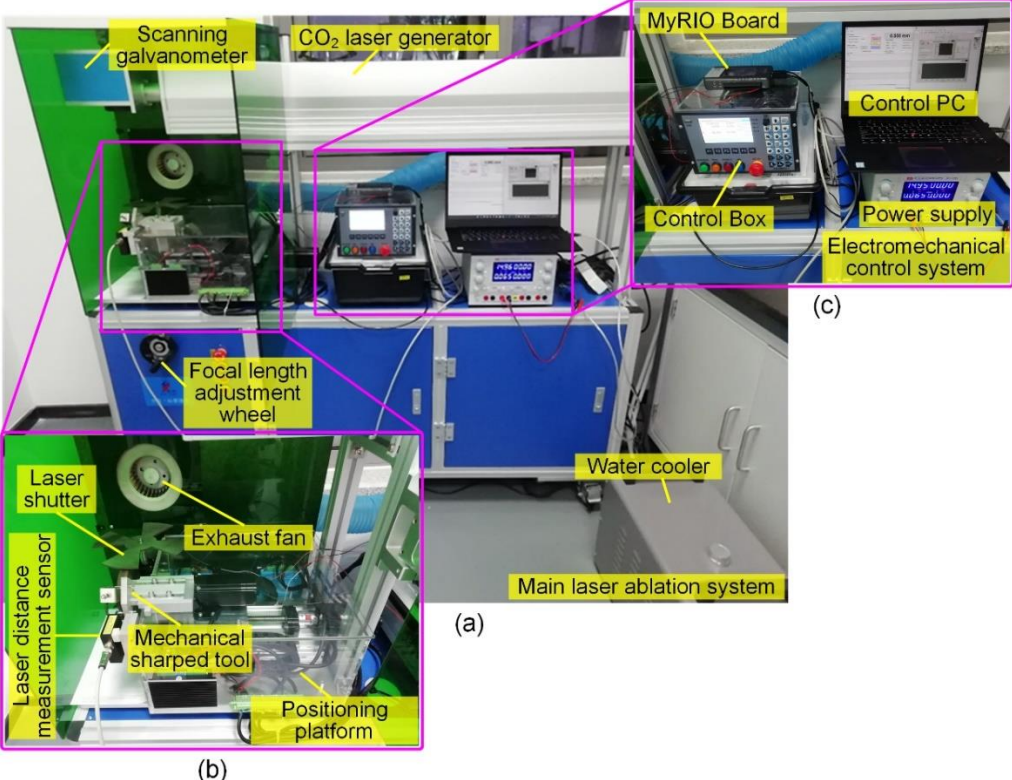 Scanning
galvanometer
CO₂ laser generator
MyRIO Board
Control PC
Control Box
Power supply
Electromechanical
control system
(c)
Focal length
adjustment
wheel
Water cooler
Main laser ablation system
(a)
Laser
shutter
Exhaust fan
Laser distance
measurement sensor
Mechanical
sharped tool
Positioning
platform
(b)